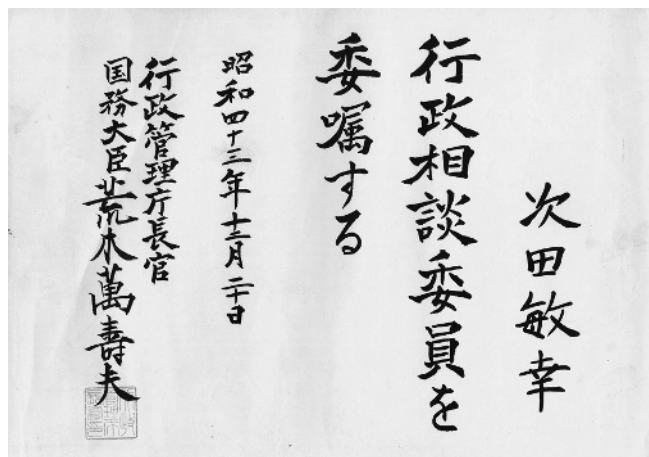 次田敏幸
行政相談委員を
委嘱する
昭和四十三年十二月二十日
行政管理庁長官
国務大臣荒木萬壽夫